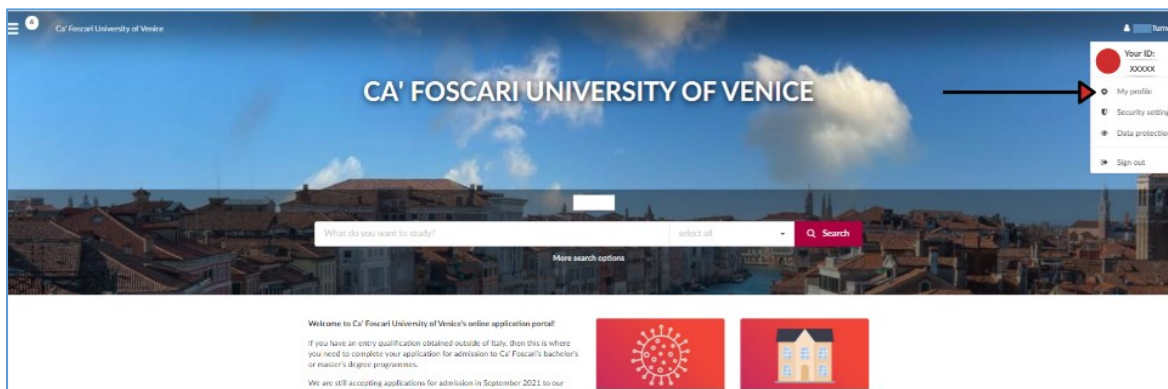 6
Ca' Foscari University of Venice
Your ID:
XXXXX
My profile
Security setting
Data protection
Sign out
CA' FOSCARI UNIVERSITY OF VENICE
What do you want to study?
select all
Search
More search options
Welcome to Ca' Foscari University of Venice's online application portal!
If you have an entry qualification obtained outside of Italy, then this is where
you need to complete your application for admission to Ca' Foscari's bachelor's
or master's degree programmes.
We are still accepting applications for admission in September 2021 to our